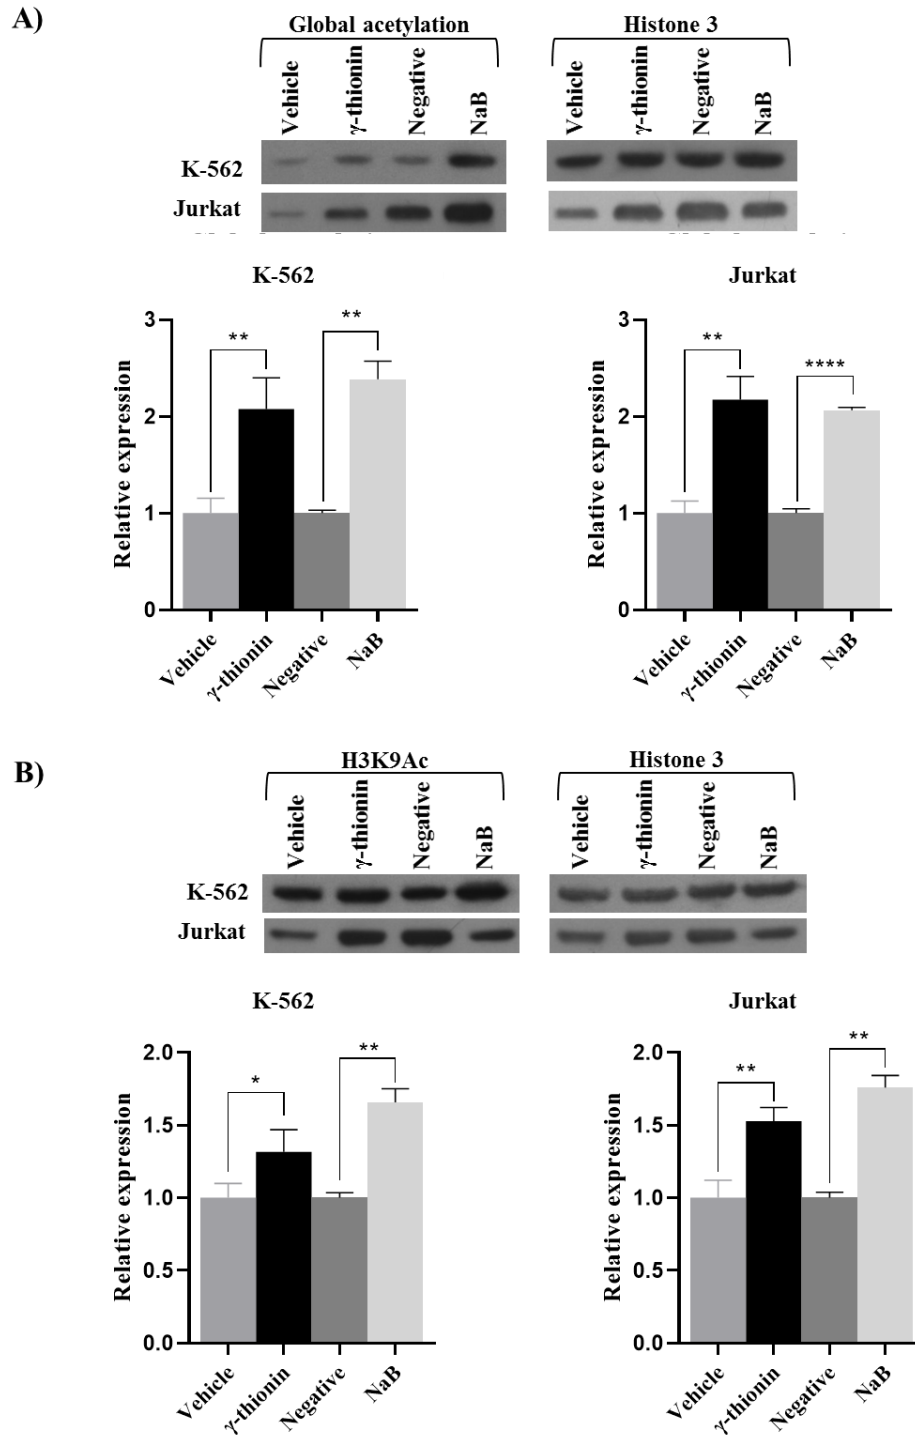 A)
Global acetylation Histone 3
Vehicle γ-thionin Negative NaB Vehicle γ-thionin Negative NaB
K-562
Jurkat
K-562 Jurkat
Relative expression
3
2
1
0
** **
Vehicle γ-thionin Negative NaB
Relative expression
3
2
1
0
** ****
Vehicle γ-thionin Negative NaB
B)
H3K9Ac Histone 3
Vehicle γ-thionin Negative NaB Vehicle γ-thionin Negative NaB
K-562
Jurkat
K-562 Jurkat
Relative expression
2.0
1.5
1.0
0.5
0.0
* **
Vehicle γ-thionin Negative NaB
Relative expression
2.0
1.5
1.0
0.5
0.0
** **
Vehicle γ-thionin Negative NaB